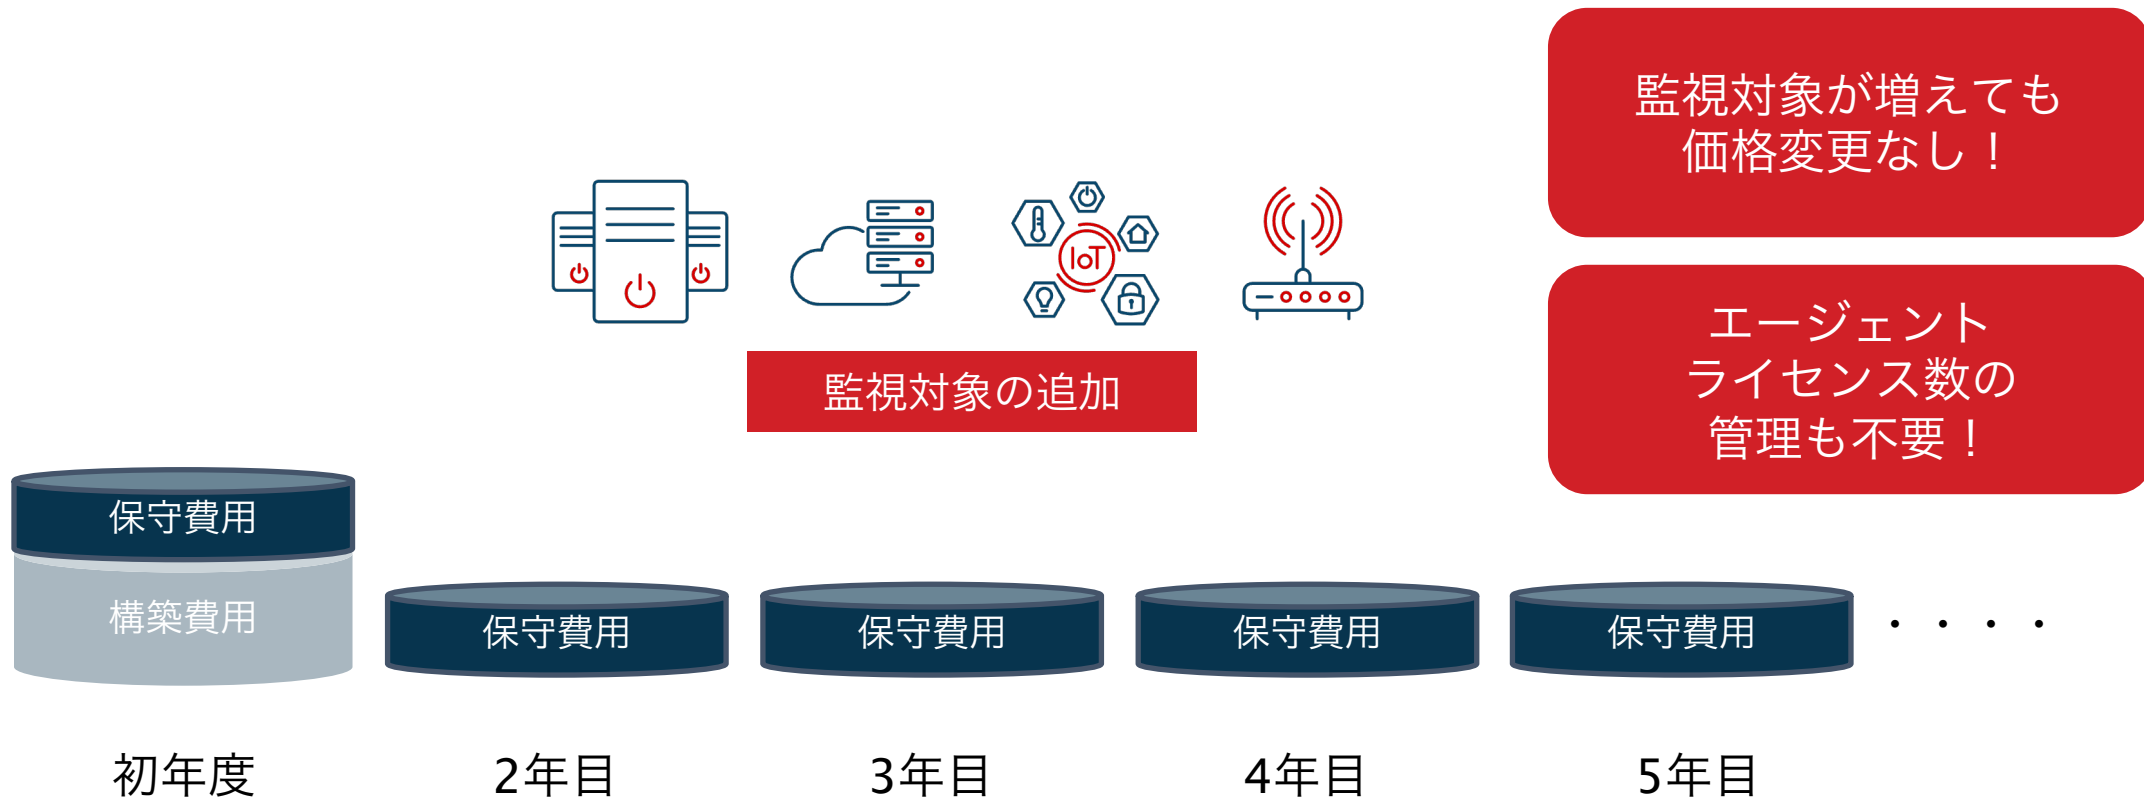 監視対象が増えても
価格変更なし！
IoT
監視対象の追加
エージェント
ライセンス数の
管理も不要！
保守費用
構築費用
保守費用
保守費用
保守費用
保守費用
・・・・
初年度
2年目
3年目
4年目
5年目